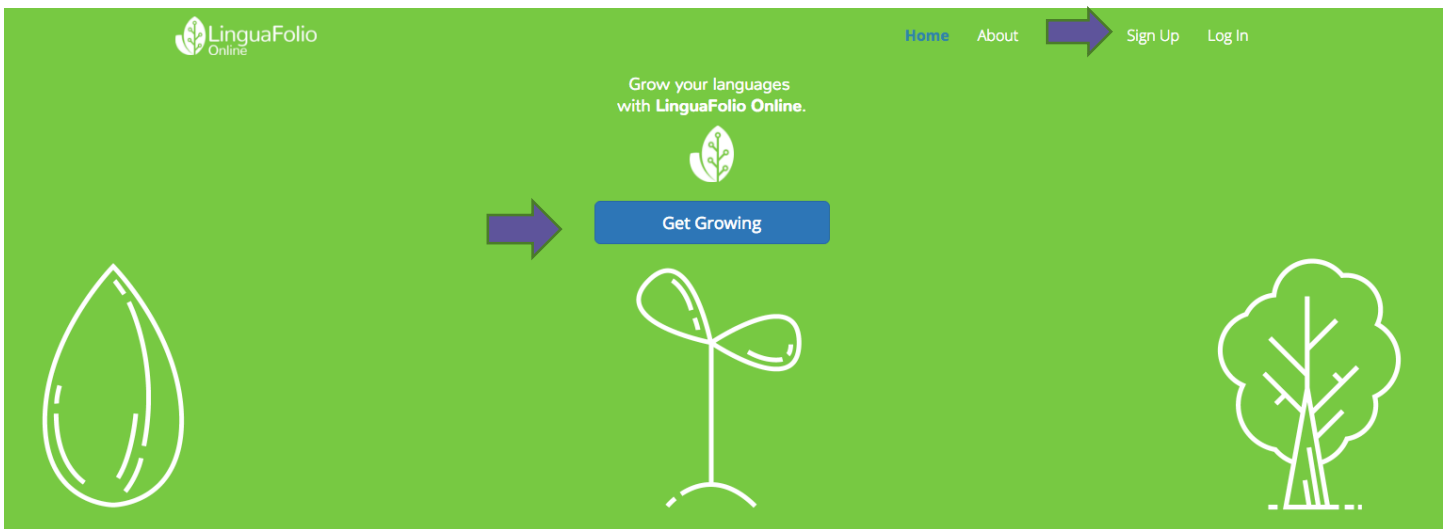 LinguaFolio
Online
Home About Sign Up Log In
Grow your languages
with LinguaFolio Online.
Get Growing